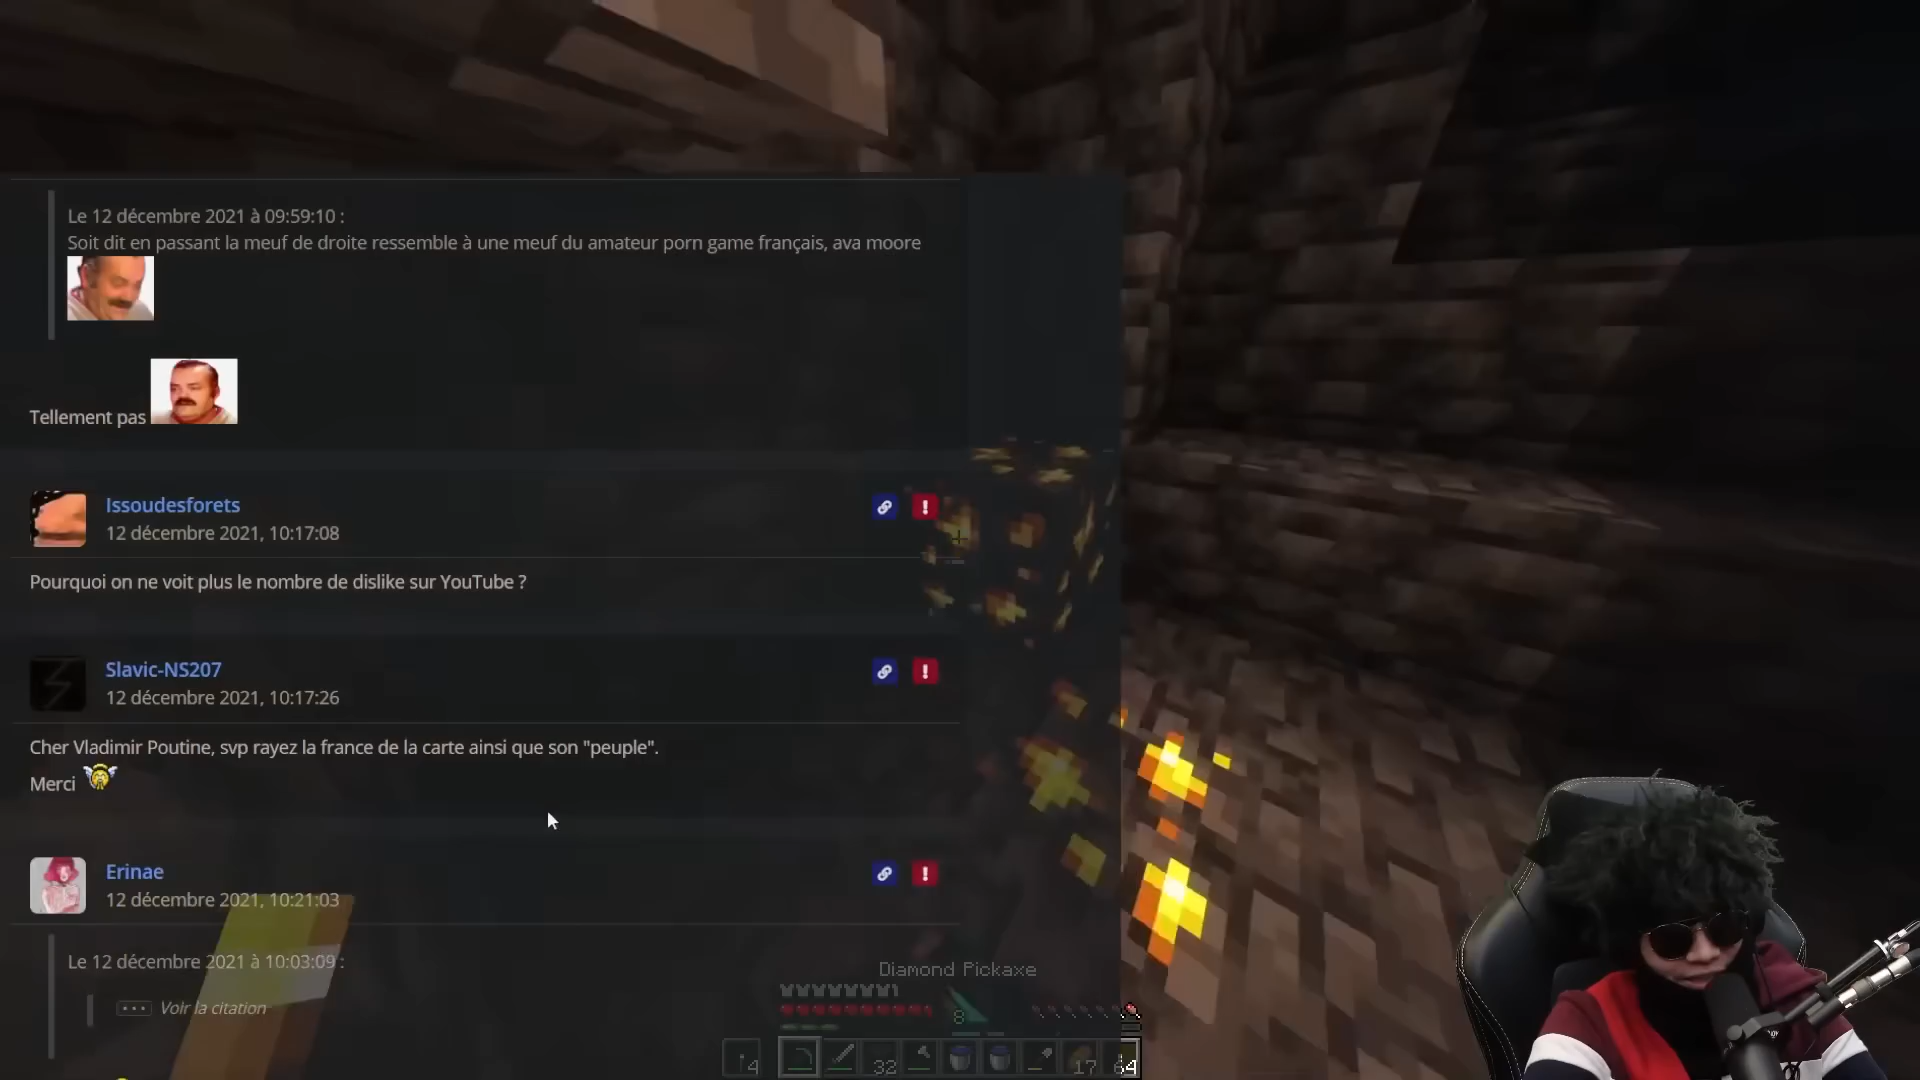 Le 12 décembre 2021 à 09:59:10 :
Soit dit en passant la meuf de droite ressemble à une meuf du amateur porn game français, ava moore
Tellement pas
Issoudesforets
12 décembre 2021, 10:17:08
Pourquoi on ne voit plus le nombre de dislike sur YouTube ?
Slavic-NS207
12 décembre 2021, 10:17:26
Cher Vladimir Poutine, svp rayez la france de la carte ainsi que son "peuple".
Merci
Erinae
12 décembre 2021, 10:21:03
Le 12 décembre 2021 à 10:03:09 :
Voir la citation
Diamond Pickaxe
8
4 32 17 64